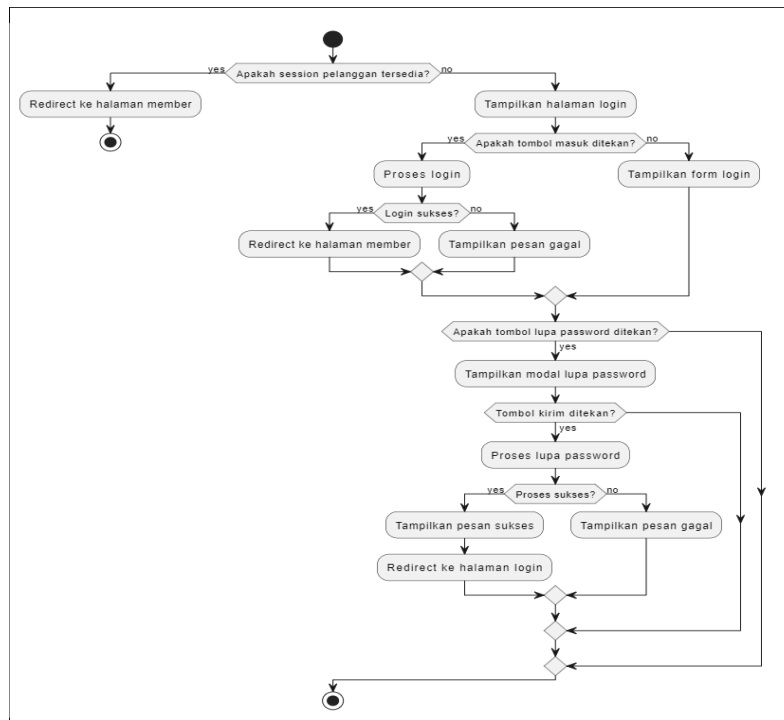 yes
Apakah session pelanggan tersedia?
no
Redirect ke halaman member
Tampilkan halaman login
yes
Apakah tombol masuk ditekan?
no
Proses login
Tampilkan form login
yes
Login sukses?
no
Redirect ke halaman member
Tampilkan pesan gagal
Apakah tombol lupa password ditekan?
yes
Tampilkan modal lupa password
Tombol kirim ditekan?
yes
Proses lupa password
yes
Proses sukses?
no
Tampilkan pesan sukses
Tampilkan pesan gagal
Redirect ke halaman login